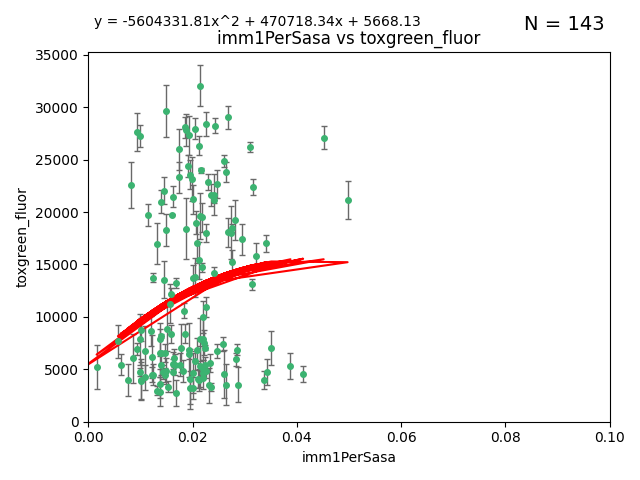 y = -5604331.81x^2 + 470718.34x + 5668.13
N = 143
imm1PerSasa vs toxgreen_fluor
35000
30000
25000
20000
15000
10000
5000
0
toxgreen_fluor
0.00 0.02 0.04 0.06 0.08 0.10
imm1PerSasa